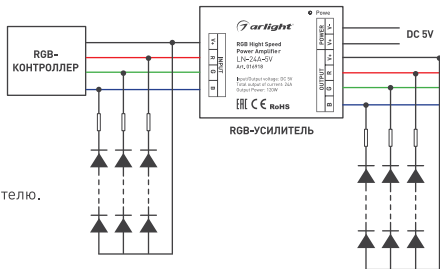 Power
arlight
RGB Hight Speed
Power Amplifier
LN-24A-5V
Art. 016918
Input/Output voltage: DC 5V
Total output of current: 24A
Output Power: 120W
EAC CE RoHS
V+
R
G
B
INPUT
POWER
V-
V+
OUTPUT
V+
R
G
B
DC 5V
RGB-
КОНТРОЛЛЕР
RGB-УСИЛИТЕЛЬ
телю.